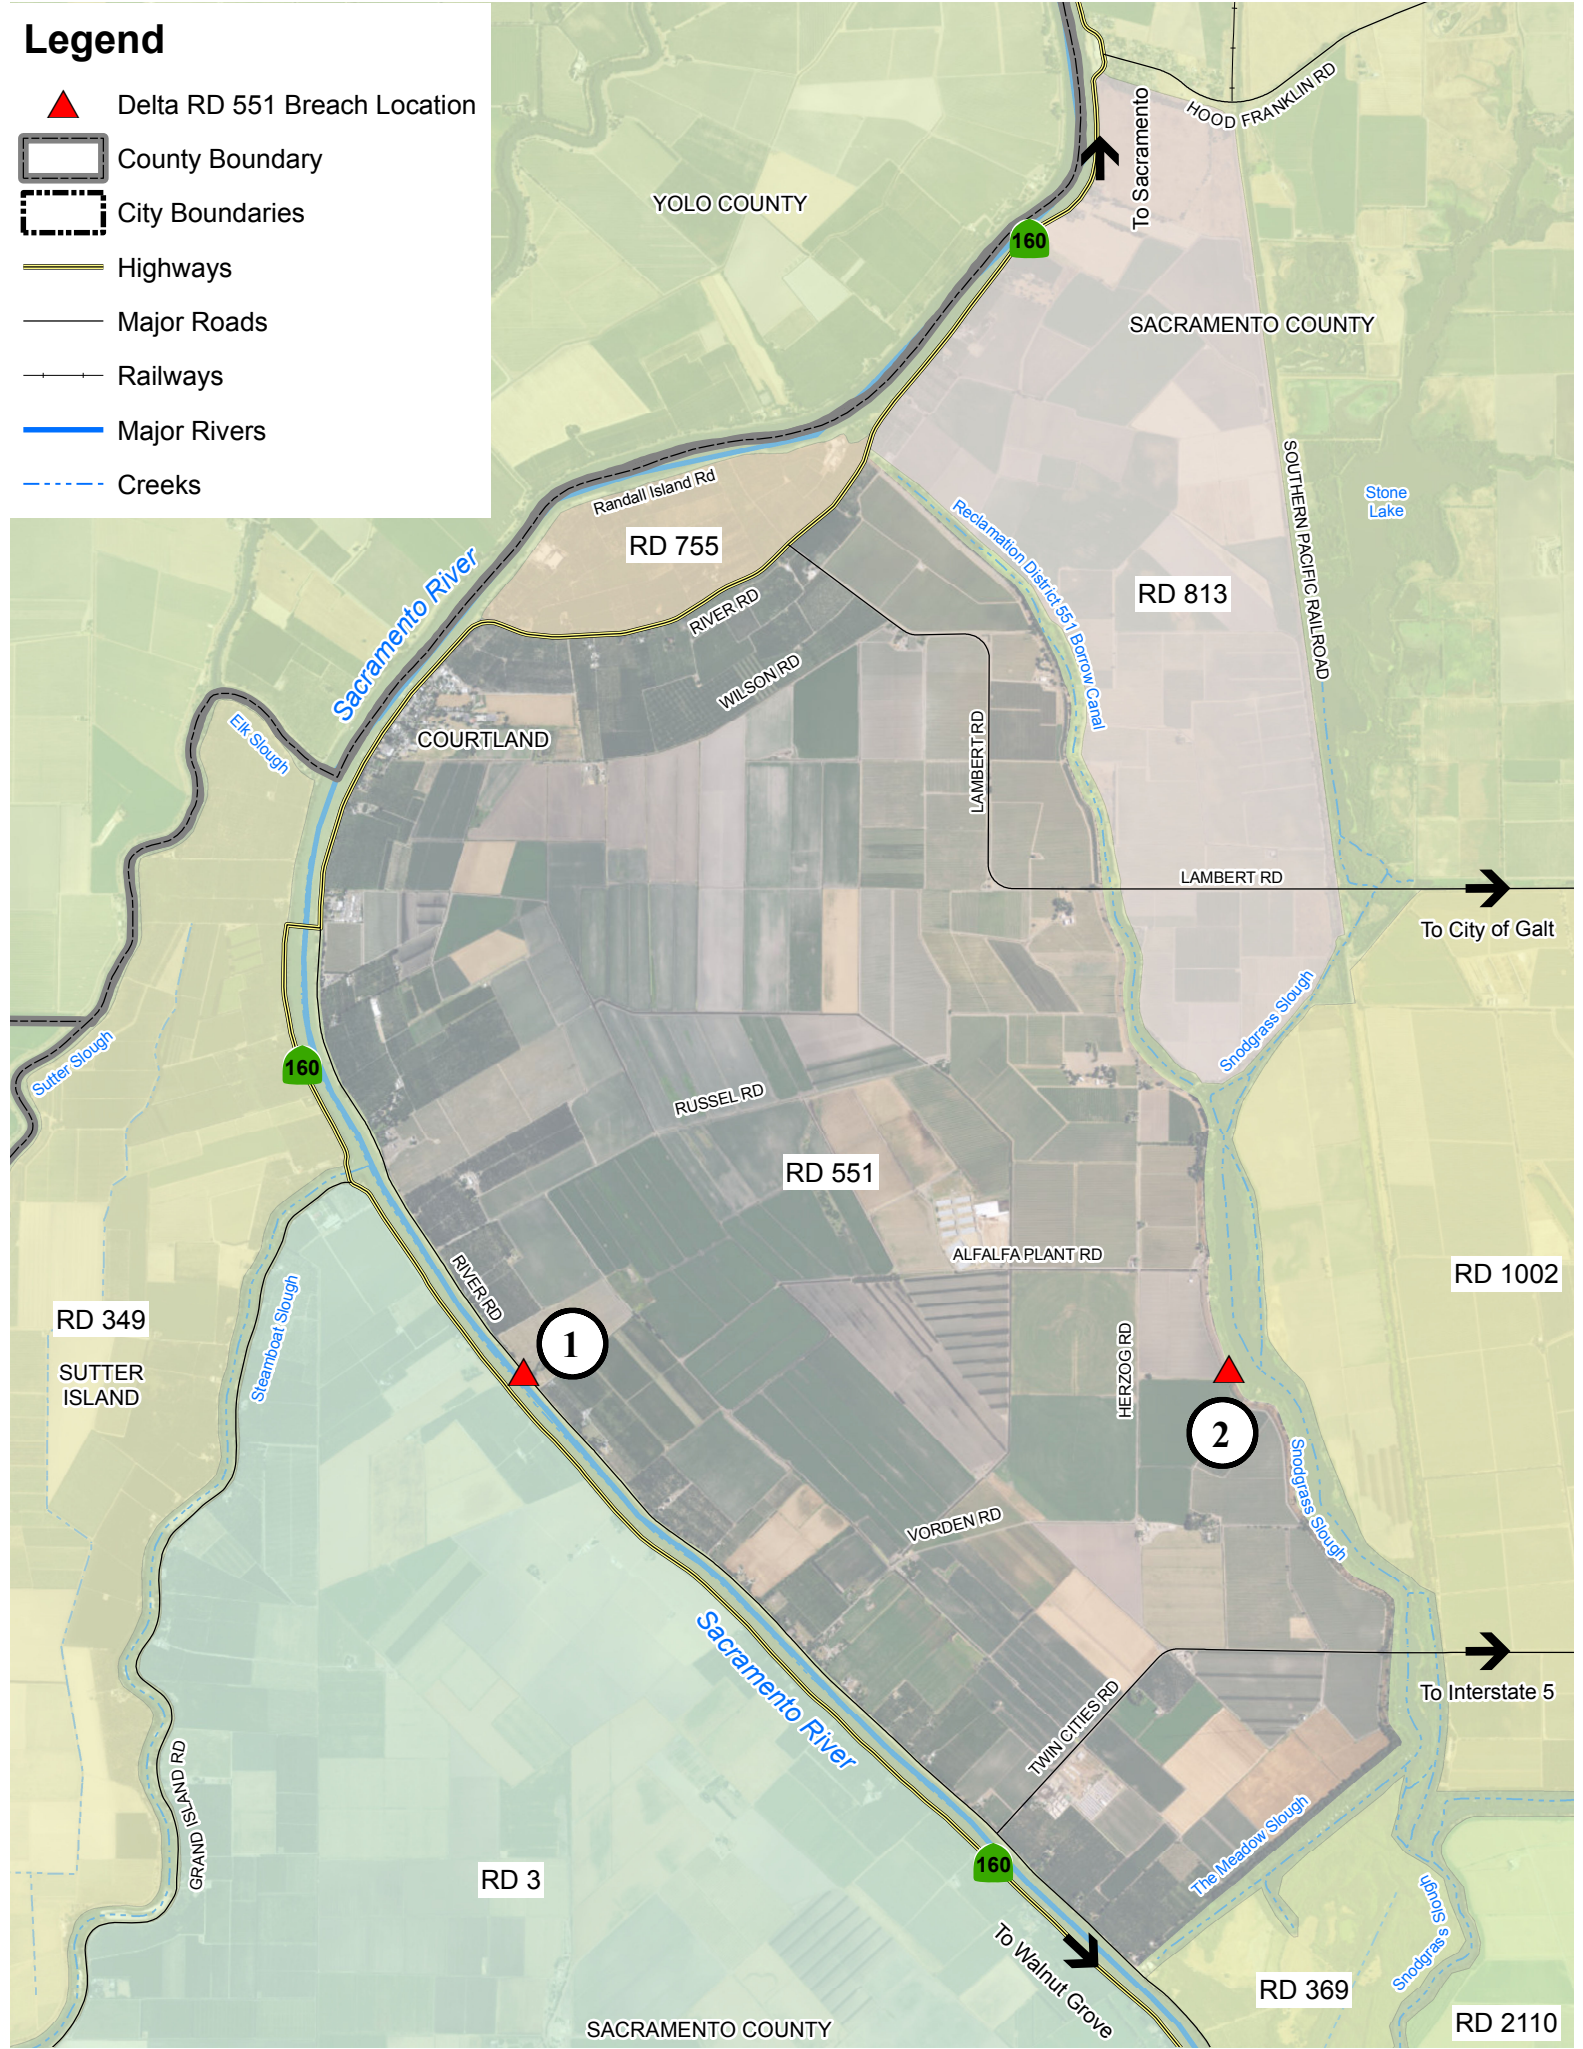 Legend
Delta RD 551 Breach Location
County Boundary
City Boundaries
Highways
Major Roads
Railways
Major Rivers
Creeks
HOOD FRANKLIN RD
To Sacramento
YOLO COUNTY
160
SACRAMENTO COUNTY
SOUTHERN PACIFIC RAILROAD
Stone
Lake
Randall Island Rd
RD 755
Reclamation District 551 Borrow Canal
RD 813
Sacramento River
RIVER RD
WILSON RD
Elk Slough
COURTLAND
LAMBERT RD
LAMBERT RD
To City of Galt
Snodgrass Slough
Sutter Slough
160
RUSSEL RD
RD 551
ALFALFA PLANT RD
RIVER RD
RD 1002
RD 349
SUTTER
ISLAND
Steamboat Slough
1
HERZOG RD
2
Snodgrass Slough
VORDEN RD
Sacramento River
TWIN CITIES RD
To Interstate 5
GRAND ISLAND RD
The Meadow Slough
RD 3
160
Snodgrass Slough
To Walnut Grove
RD 369
SACRAMENTO COUNTY
RD 2110